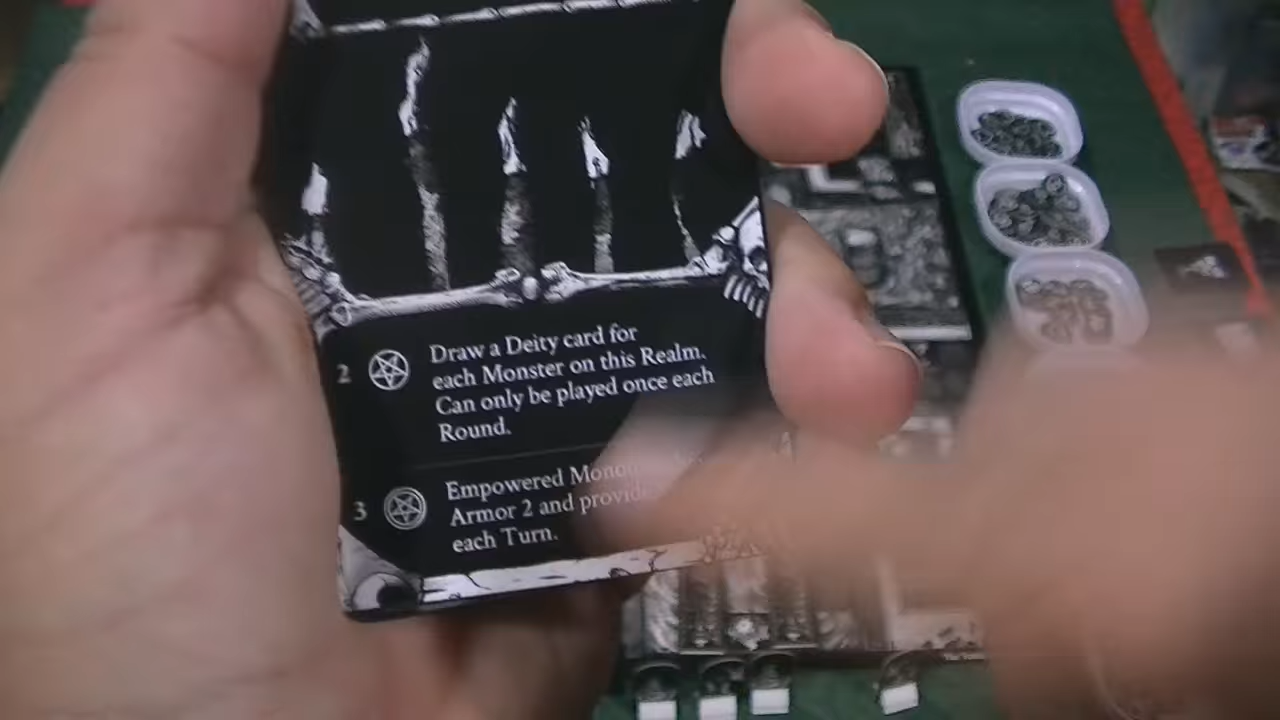 2
Draw a Deity card for
each Monster on this Realm.
Can only be played once each
Round.
3
Empowered
Armor 2 and
each Turn.